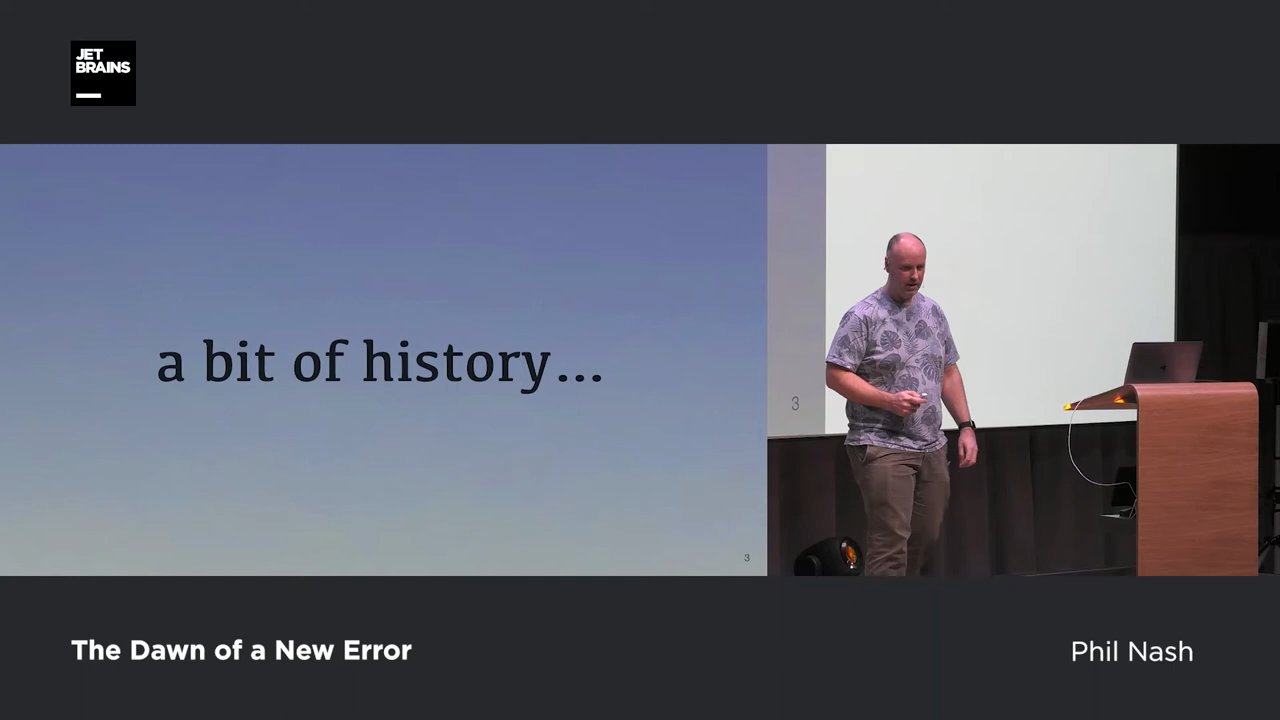 JET
BRAINS
a bit of history...
3
3
The Dawn of a New Error
Phil Nash